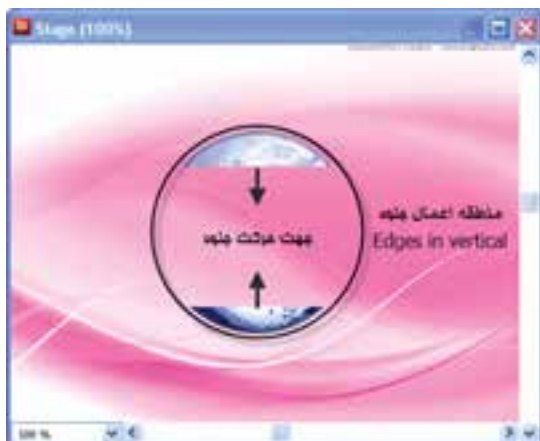 Stage (100%)
منطقه اعمال جلوه
Edges in vertical
جهت حرکت جلوه
100 %